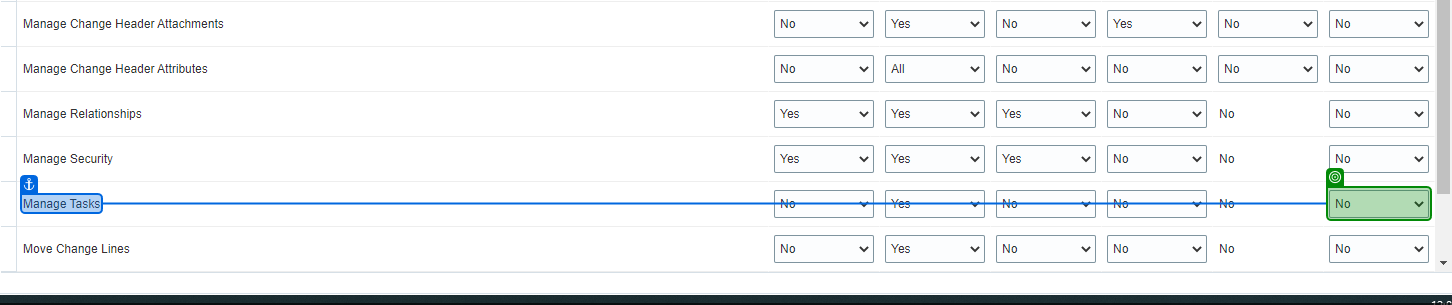 Manage Change Header Attachments No Yes No Yes No No
Manage Change Header Attributes No All No No No No
Manage Relationships Yes Yes Yes No No No
Manage Security Yes Yes Yes No No No
Manage Tasks No Yes No No No No
Move Change Lines No Yes No No No No